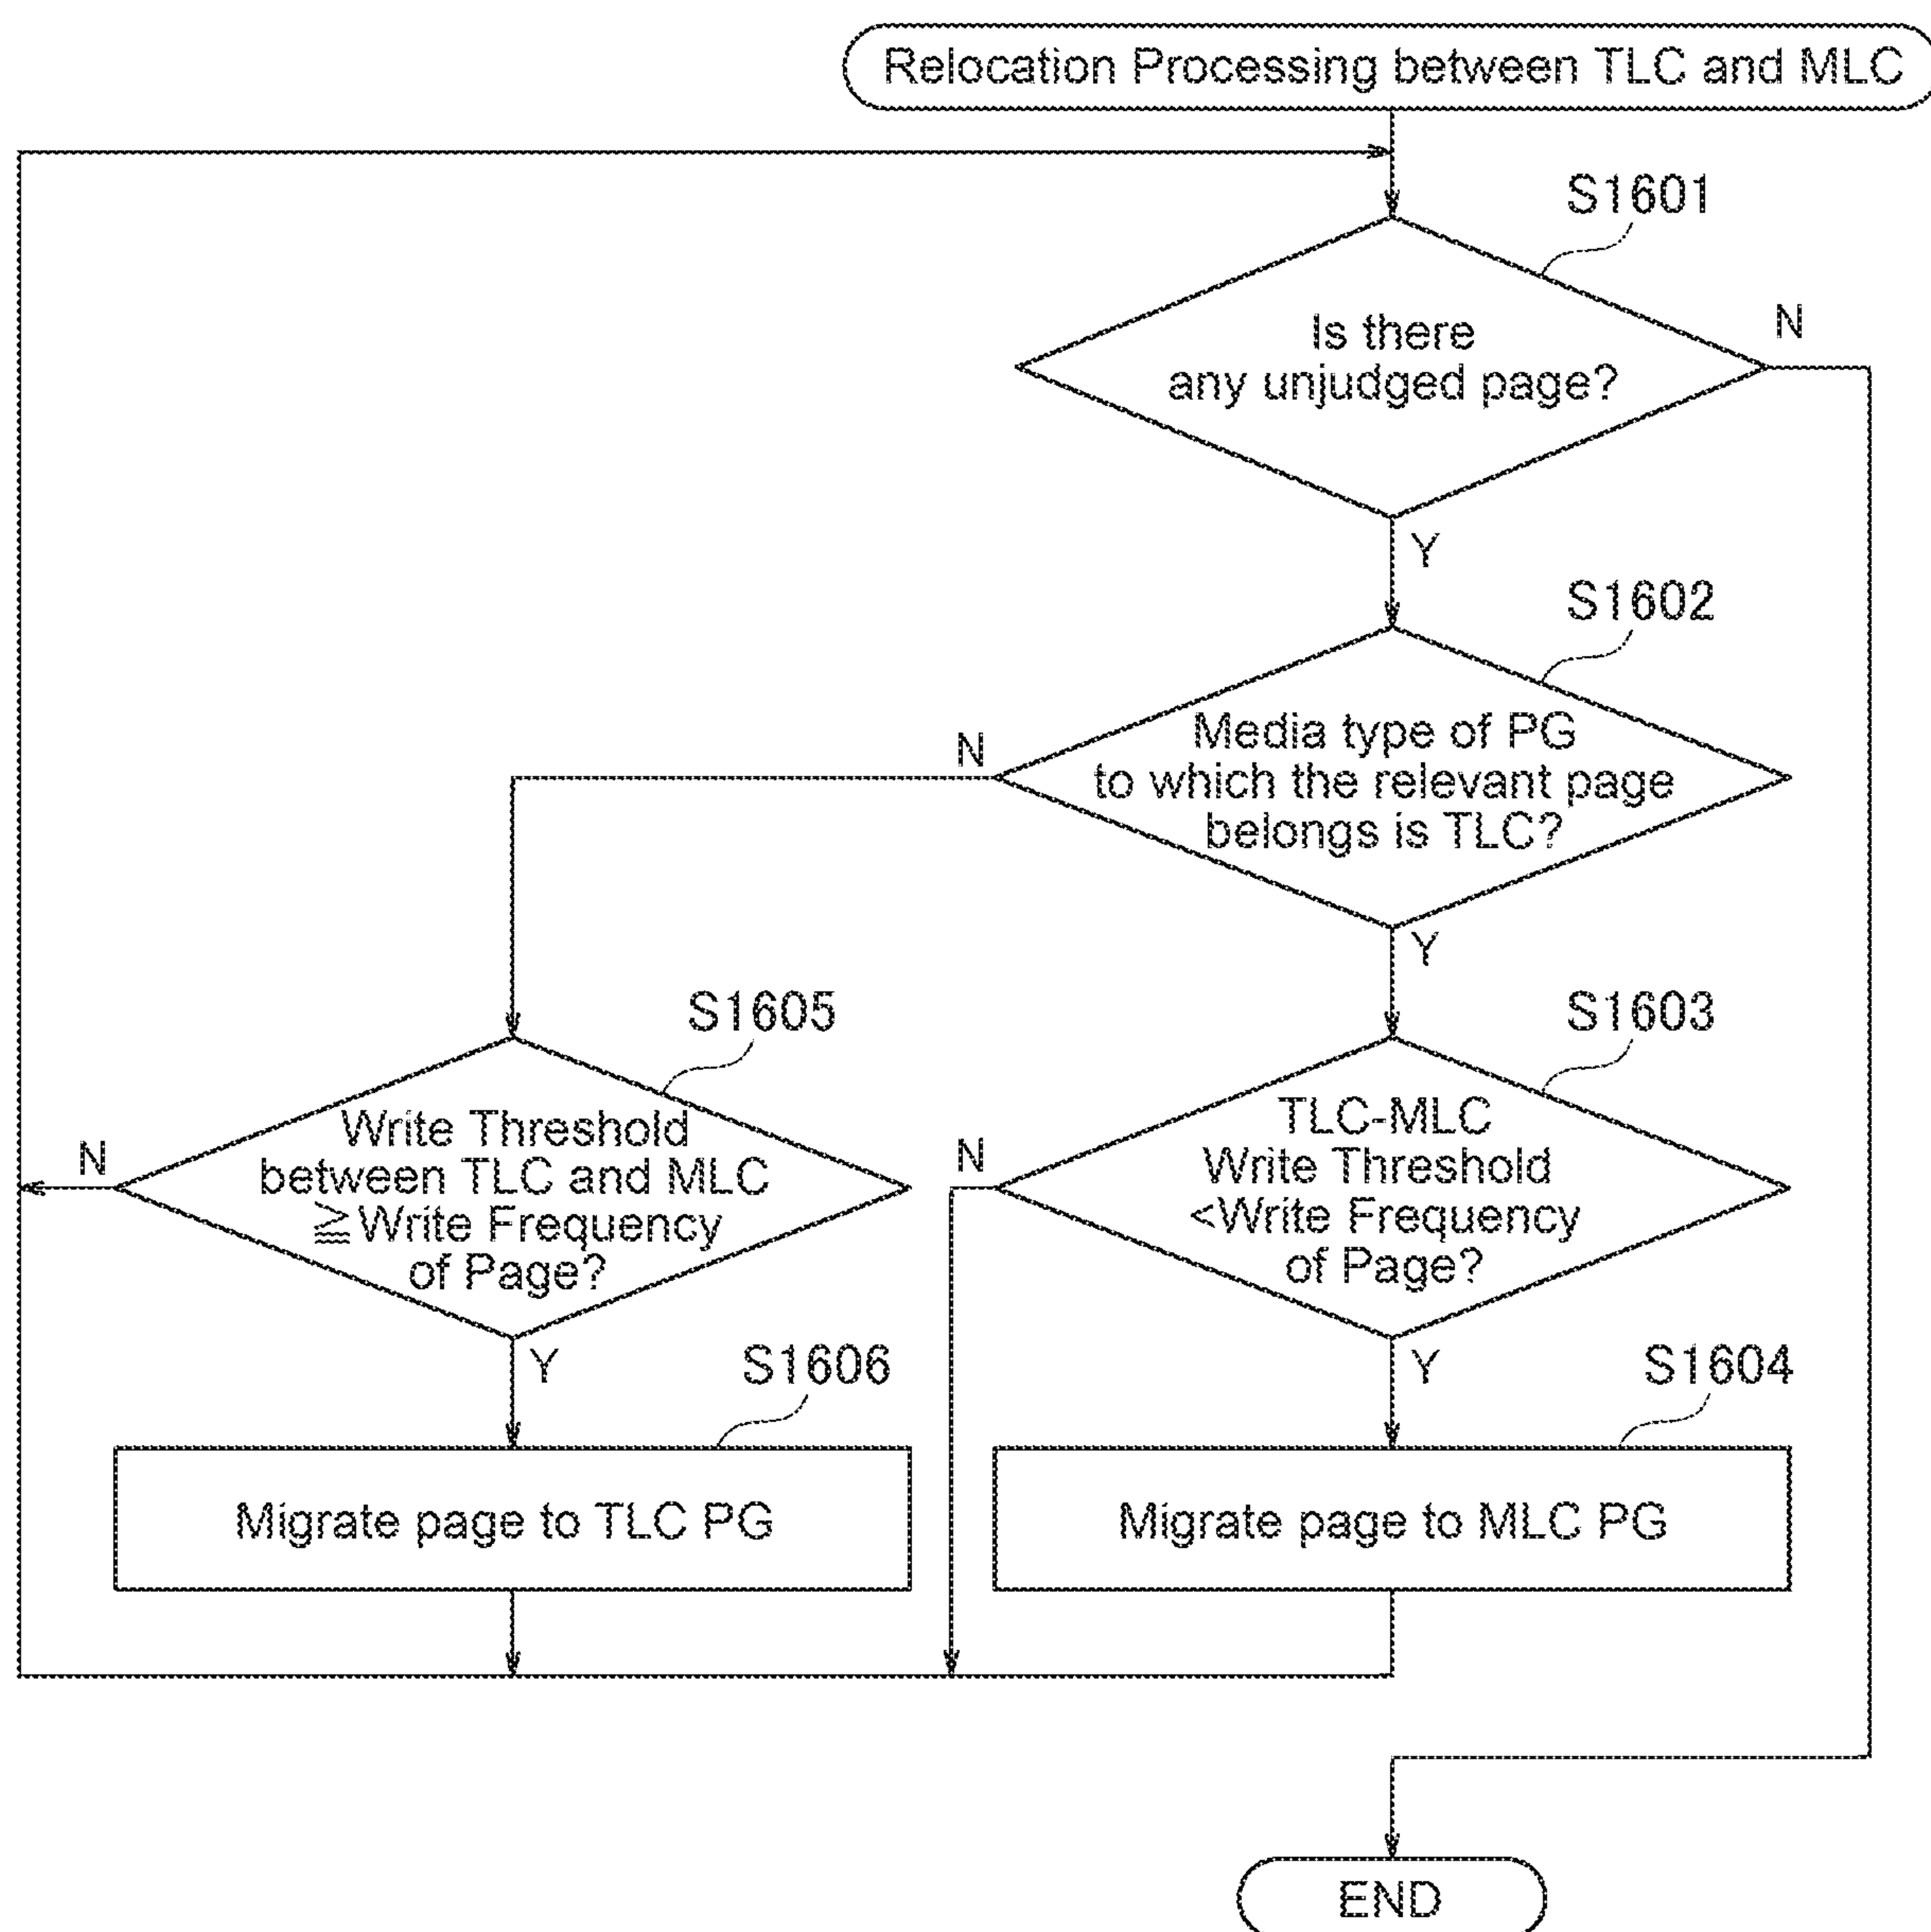 Relocation Processing between TLC and MLC
S1601
Is there
any unjudged page?
N
Y
S1602
Media type of PG
to which the relevant page
belongs is TLC?
N
Y
S1605
Write Threshold
between TLC and MLC
≧Write Frequency
of Page?
N
Y
S1603
TLC-MLC
Write Threshold
<Write Frequency
of Page?
N
Y
S1606
Migrate page to TLC PG
S1604
Migrate page to MLC PG
END